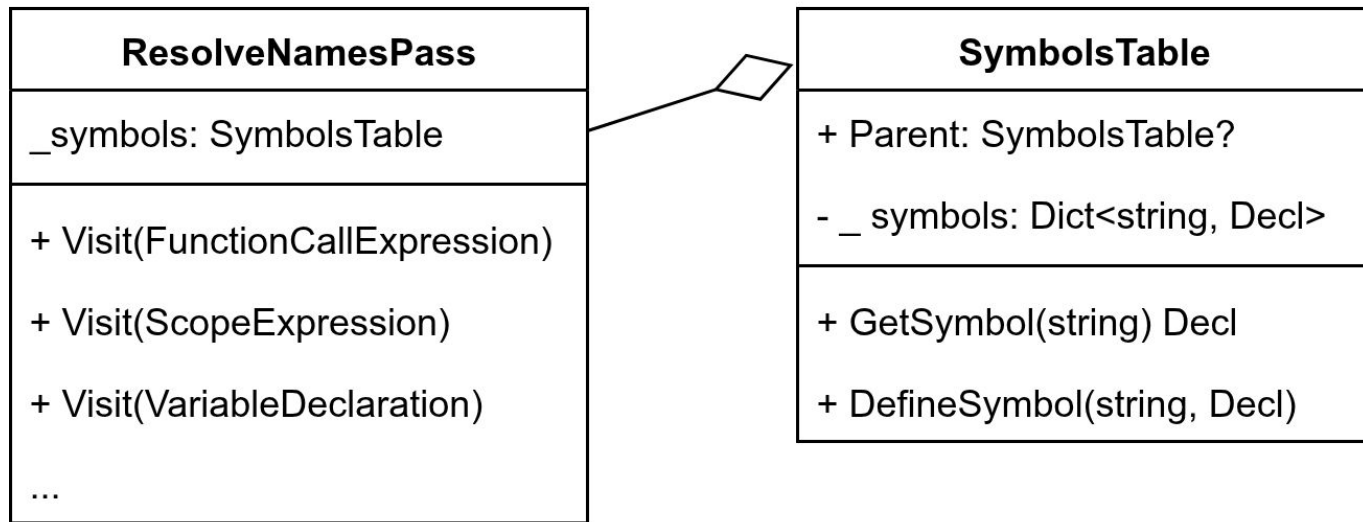 ResolveNamesPass
_symbols: SymbolsTable
+ Visit(FunctionCallExpression)
+ Visit(ScopeExpression)
+ Visit(VariableDeclaration)
...
SymbolsTable
+ Parent: SymbolsTable?
- _ symbols: Dict<string, Decl>
+ GetSymbol(string) Decl
+ DefineSymbol(string, Decl)